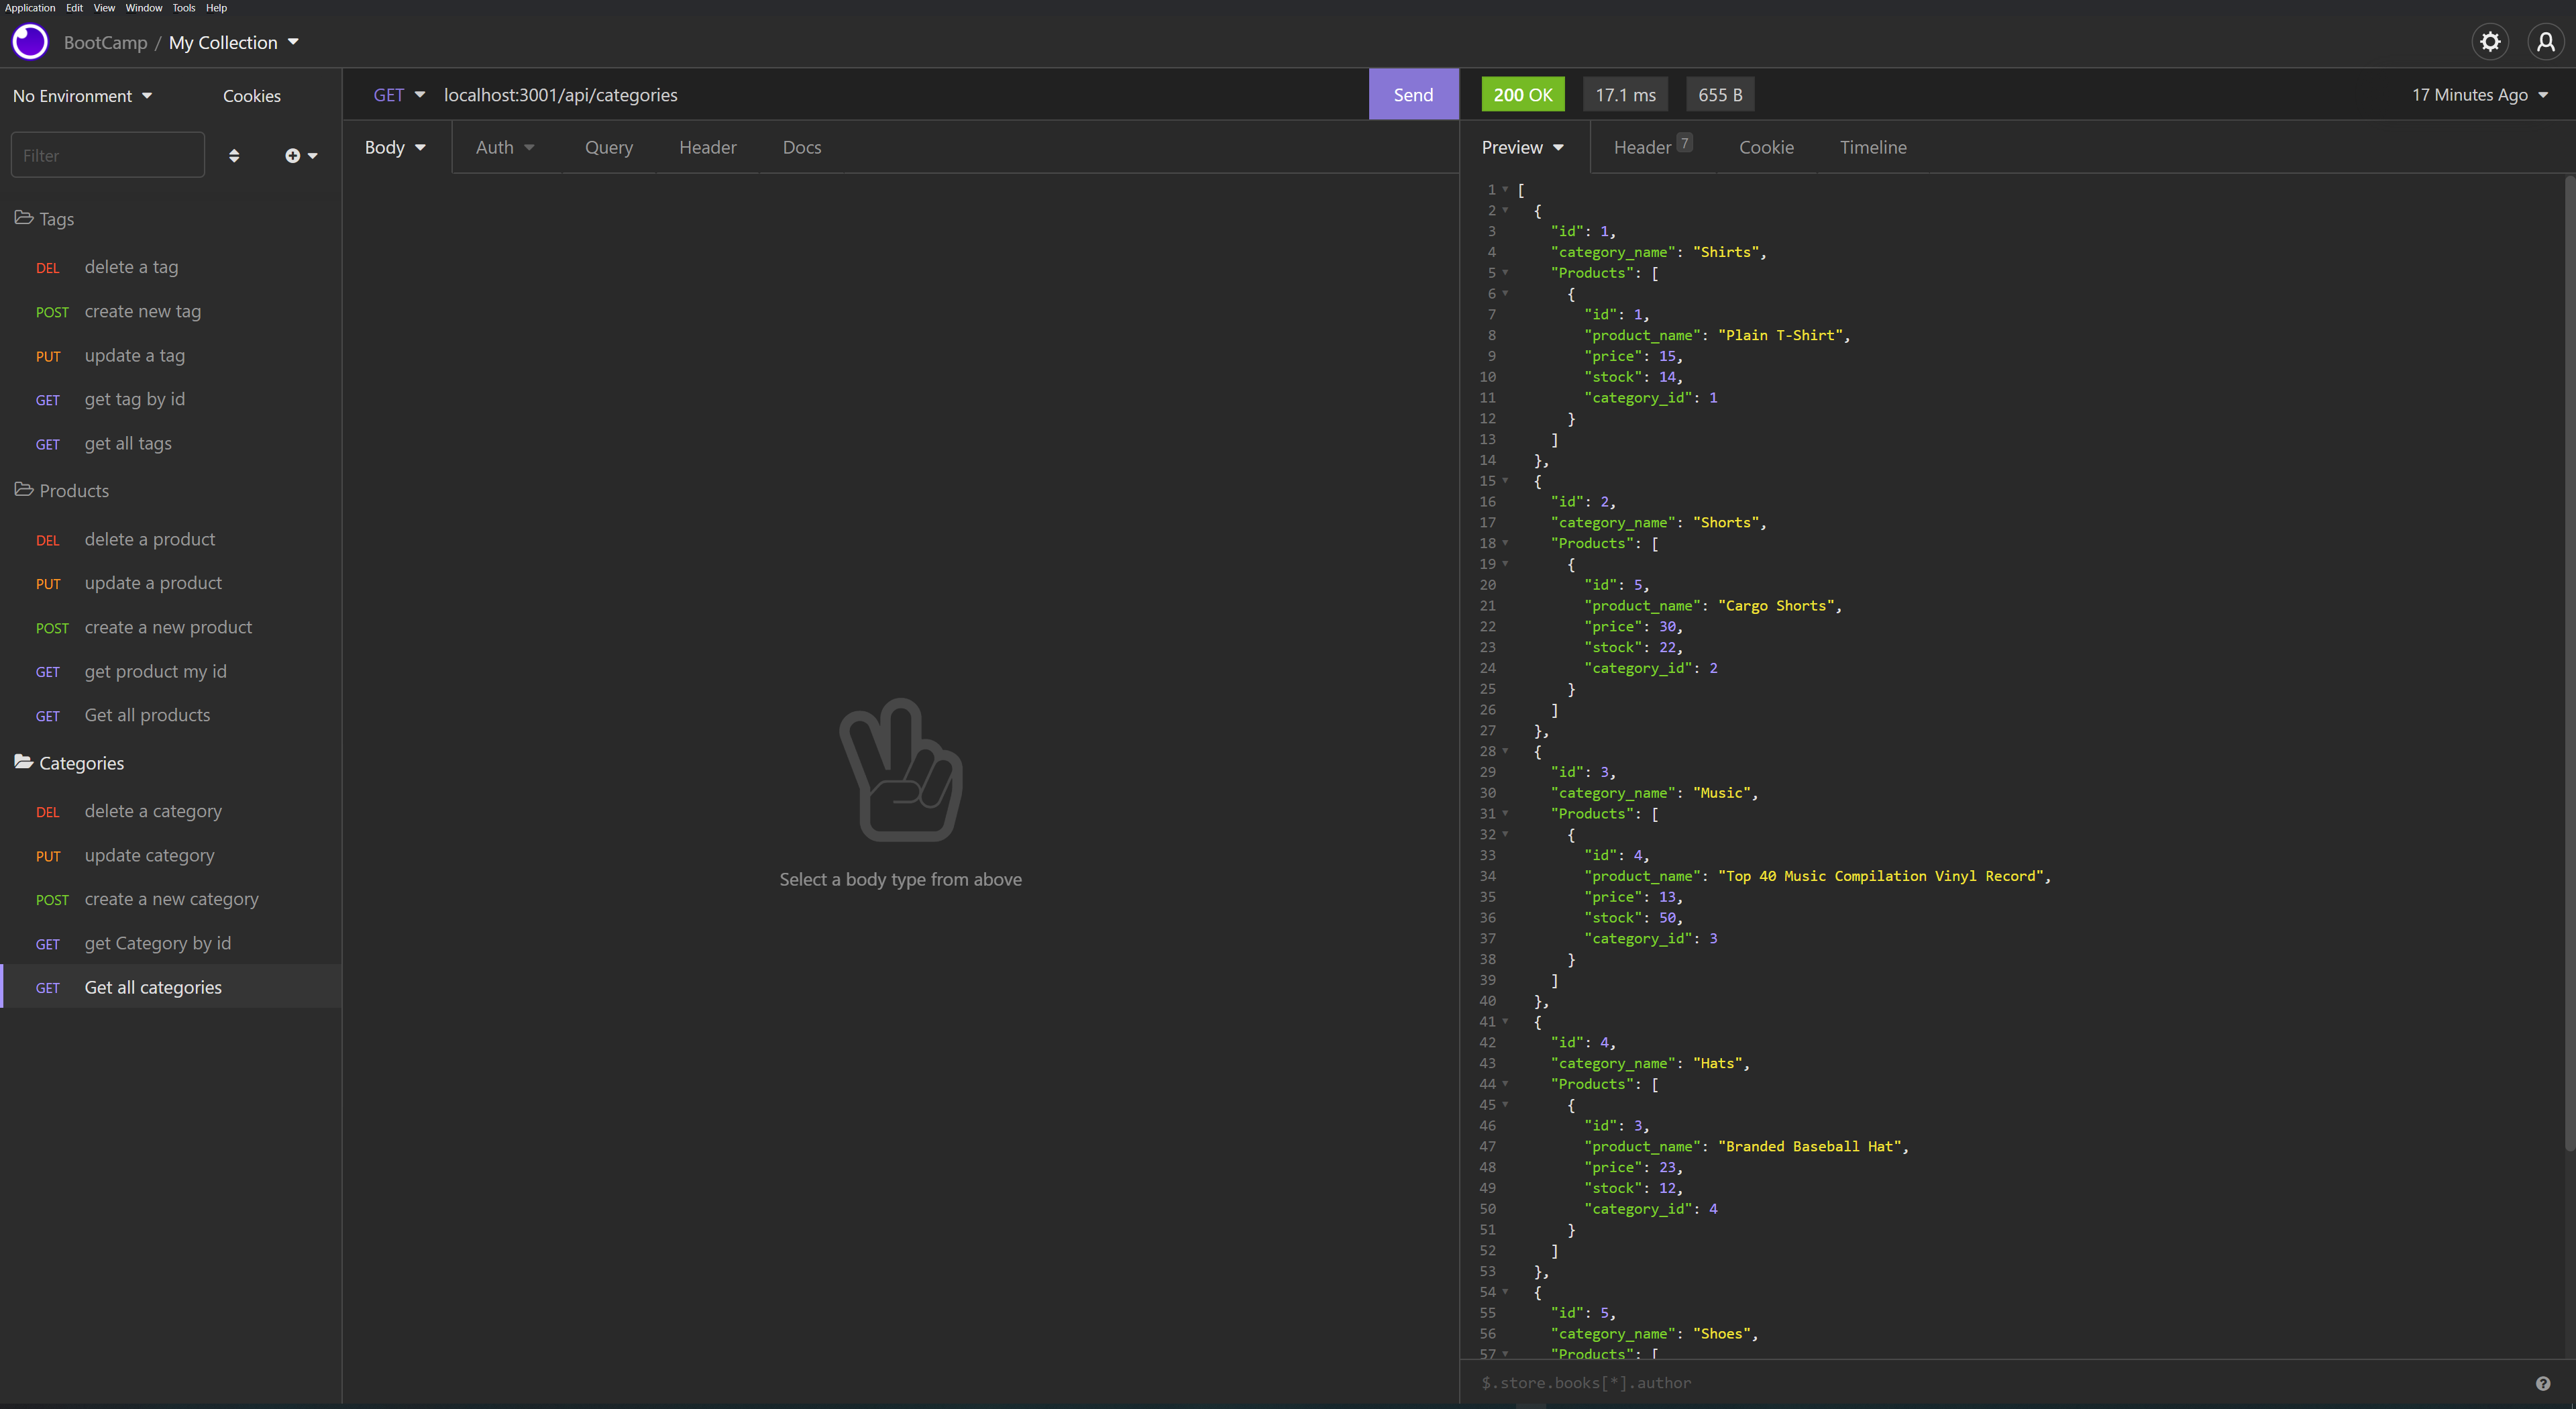 Application Edit View Window Tools Help
BootCamp / My Collection
No Environment Cookies
Filter
Tags
DEL delete a tag
POST create new tag
PUT update a tag
GET get tag by id
GET get all tags
Products
DEL delete a product
PUT update a product
POST create a new product
GET get product my id
GET Get all products
Categories
DEL delete a category
PUT update category
POST create a new category
GET get Category by id
GET Get all categories
GET localhost:3001/api/categories Send
Body Auth Query Header Docs
Select a body type from above
200 OK 17.1 ms 655 B 17 Minutes Ago
Preview Header 7 Cookie Timeline
1 [
2 {
3 "id": 1,
4 "category_name": "Shirts",
5 "Products": [
6 {
7 "id": 1,
8 "product_name": "Plain T-Shirt",
9 "price": 15,
10 "stock": 14,
11 "category_id": 1
12 }
13 ]
14 },
15 {
16 "id": 2,
17 "category_name": "Shorts",
18 "Products": [
19 {
20 "id": 5,
21 "product_name": "Cargo Shorts",
22 "price": 30,
23 "stock": 22,
24 "category_id": 2
25 }
26 ]
27 },
28 {
29 "id": 3,
30 "category_name": "Music",
31 "Products": [
32 {
33 "id": 4,
34 "product_name": "Top 40 Music Compilation Vinyl Record",
35 "price": 13,
36 "stock": 50,
37 "category_id": 3
38 }
39 ]
40 },
41 {
42 "id": 4,
43 "category_name": "Hats",
44 "Products": [
45 {
46 "id": 3,
47 "product_name": "Branded Baseball Hat",
48 "price": 23,
49 "stock": 12,
50 "category_id": 4
51 }
52 ]
53 },
54 {
55 "id": 5,
56 "category_name": "Shoes",
57 "Products": [
$.store.books[*].author